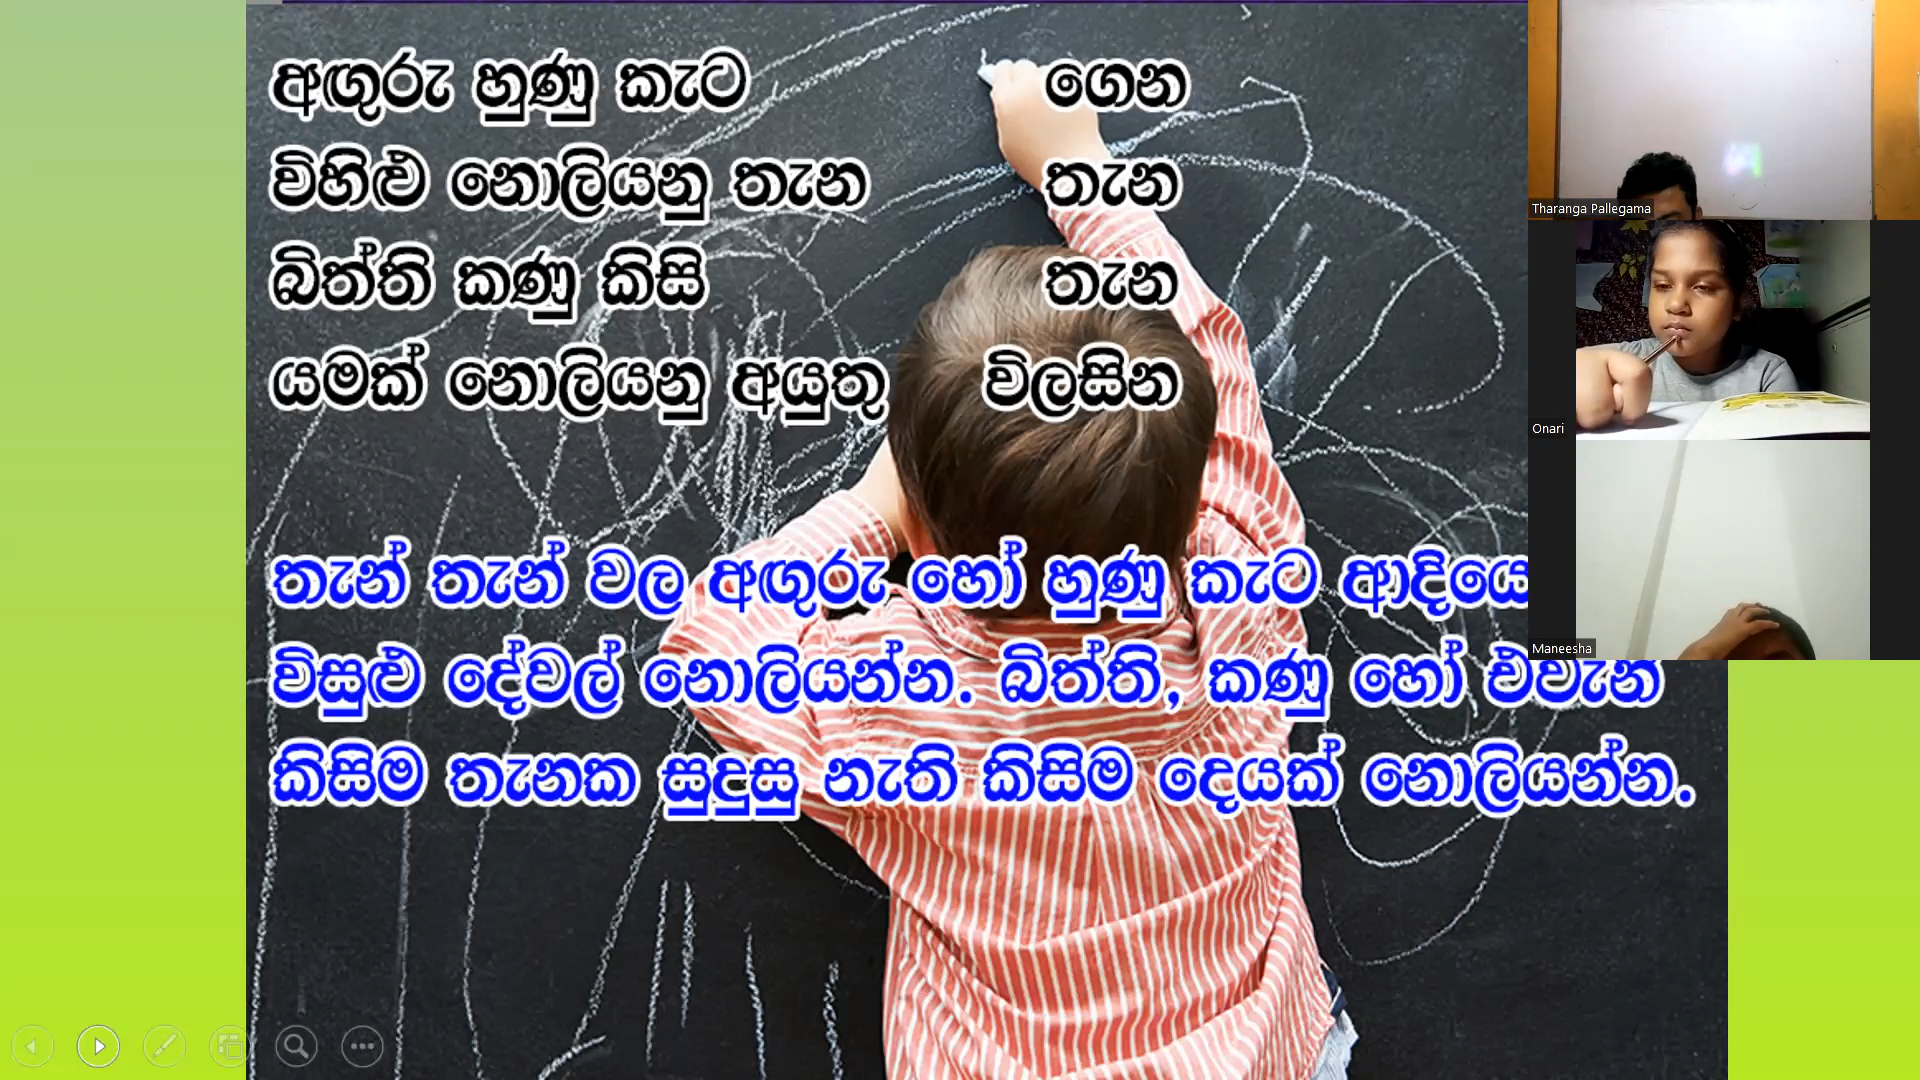 අඟුරු හුණු කැට ගෙන
විහිළු නොලියනු තැන තැන
බිත්ති කණු කිසි තැන
යමක් නොලියනු අයුතු විලසින
තැන් තැන් වල අඟුරු හෝ හුණු කැට ආදියෙ
විසුළු දේවල් නොලියන්න. බිත්ති, කණු හෝ එවැනි
කිසිම තැනක සුදුසු නැති කිසිම දෙයක් නොලියන්න.
Tharanga Pallegama
Onari
Maneesha